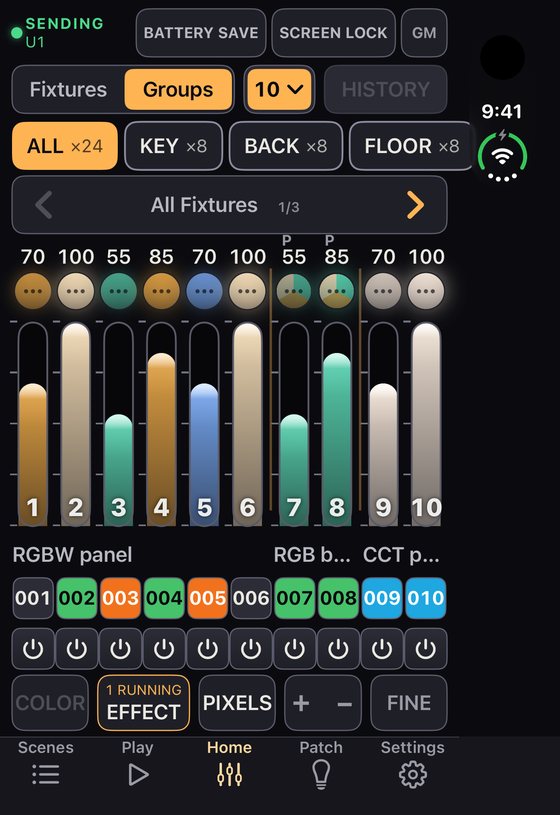 SENDING
U1
BATTERY SAVE
SCREEN LOCK
GM
9:41
Fixtures
Groups
10
HISTORY
ALL ×24
KEY ×8
BACK ×8
FLOOR ×8
All Fixtures 1/3
P P
70 100 55 85 70 100 55 85 70 100
1 2 3 4 5 6 7 8 9 10
RGBW panel RGB b... CCT p...
001 002 003 004 005 006 007 008 009 010
COLOR
1 RUNNING
EFFECT
PIXELS
+ −
FINE
Scenes Play Home Patch Settings